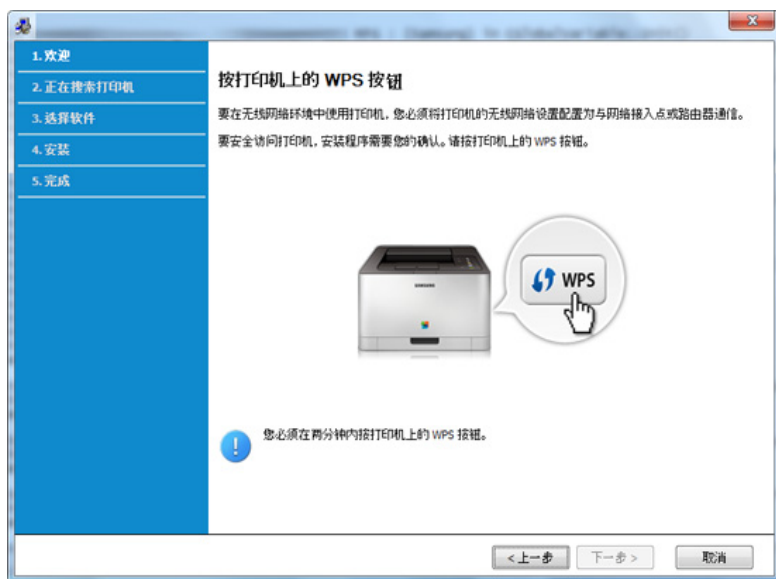 1. 欢迎
2. 正在搜索打印机
3. 选择软件
4. 安装
5. 完成
按打印机上的 WPS 按钮
要在无线网络环境中使用打印机，您必须将打印机的无线网络设置配置为与网络接入点或路由器通信。
要安全访问打印机，安装程序需要您的确认。请按打印机上的 WPS 按钮。
SAMSUNG
WPS
您必须在两分钟内按打印机上的 WPS 按钮。
<上一步
下一步>
取消